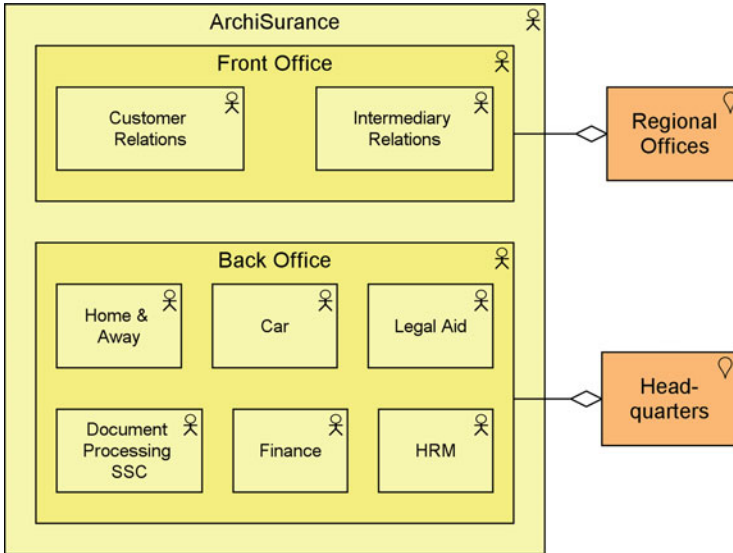 ArchiSurance
Front Office
Customer
Relations
Intermediary
Relations
Regional
Offices
Back Office
Home &
Away
Car
Legal Aid
Head-
quarters
Document
Processing
SSC
Finance
HRM